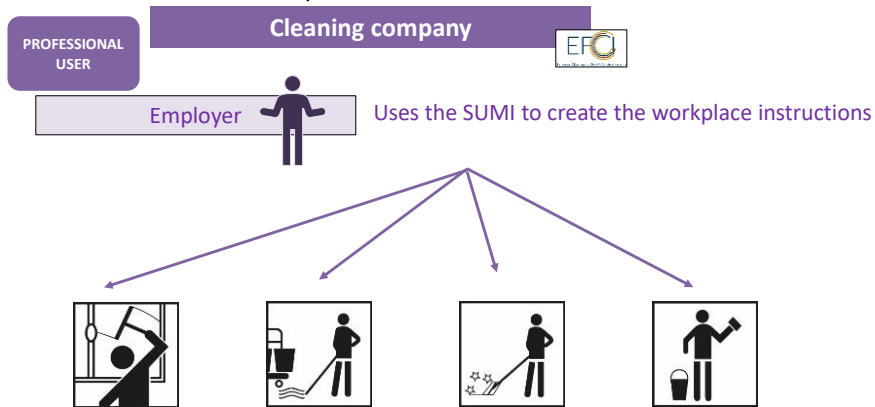 Cleaning company
PROFESSIONAL
USER
EFCI
Employer
Uses the SUMI to create the workplace instructions